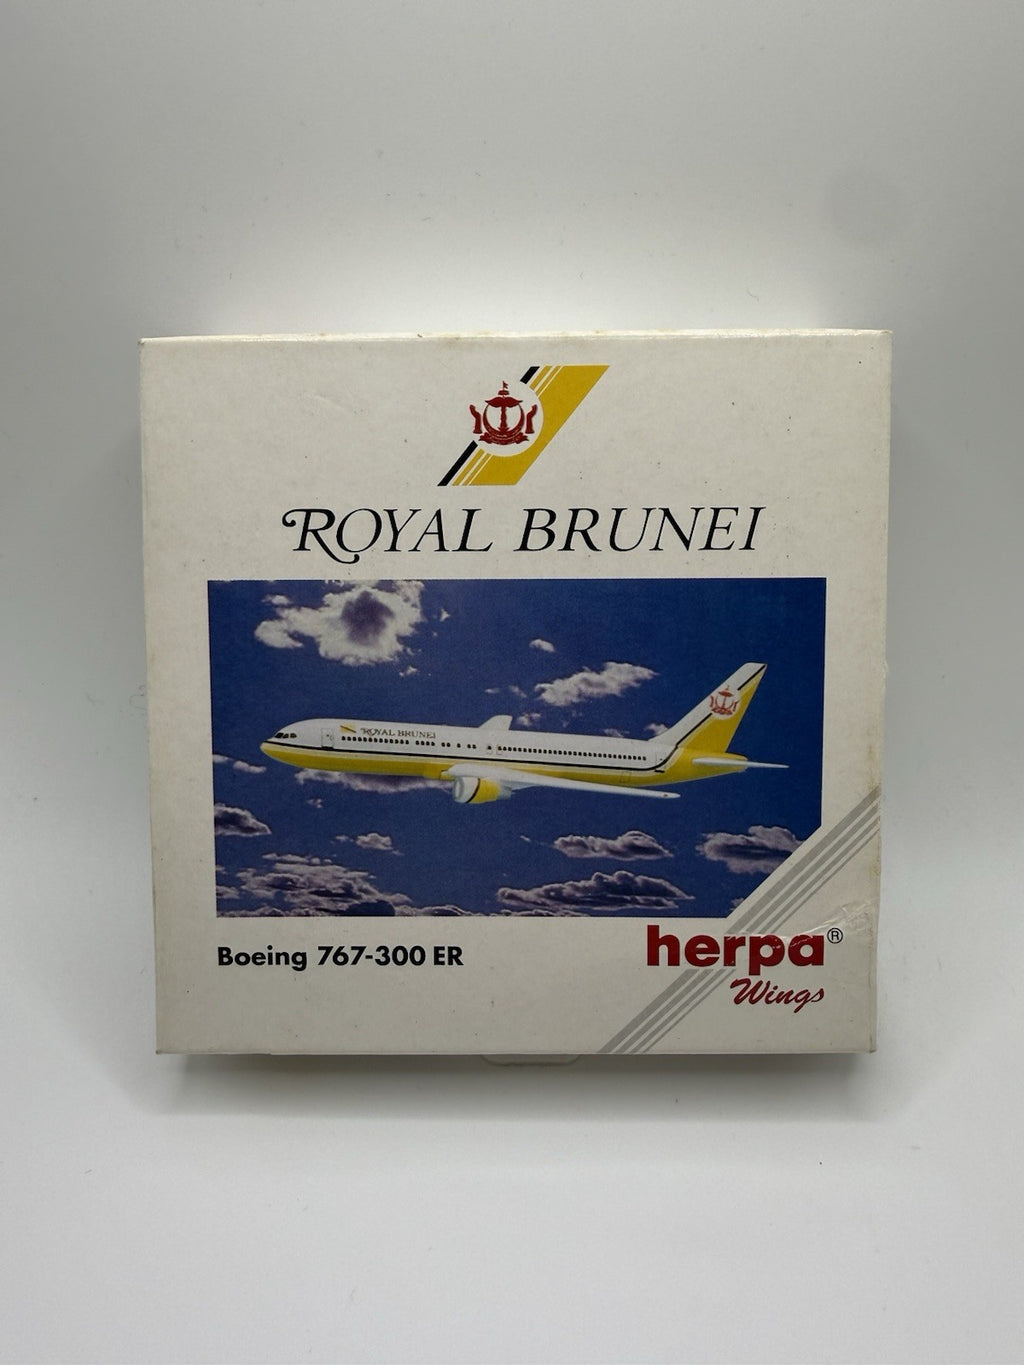 ROYAL BRUNEI
ROYAL BRUNEI
Boeing 767-300 ER
herpa®
Wings